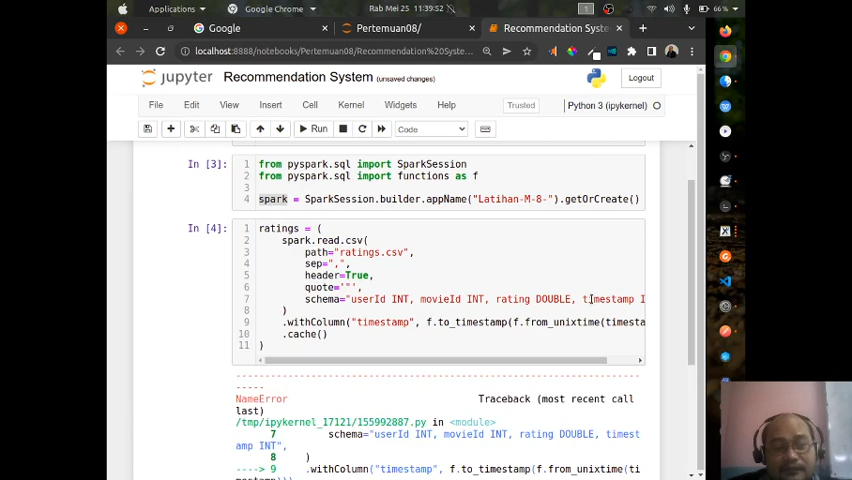 Applications
Google Chrome
Rab Mei 25 11:39:52
66%
Google
Pertemuan08/
Recommendation Syste
localhost:8888/notebooks/Pertemuan08/Recommendation%20Syste...
jupyter
Recommendation System (unsaved changes)
Logout
File Edit View Insert Cell Kernel Widgets Help
Trusted
Python 3 (ipykernel)
Run
Code
In [3]:
1 from pyspark.sql import SparkSession
2 from pyspark.sql import functions as f
3
4 spark = SparkSession.builder.appName("Latihan-M-8-").getOrCreate()
In [4]:
1 ratings = (
2 spark.read.csv(
3 path="ratings.csv",
4 sep=",",
5 header=True,
6 quote='"',
7 schema="userId INT, movieId INT, rating DOUBLE, timestamp I
8 )
9 .withColumn("timestamp", f.to_timestamp(f.from_unixtime(timesta
10 .cache()
11 )
---------------------------------------------------------------------------
NameError Traceback (most recent call
last)
/tmp/ipykernel_17121/155992887.py in <module>
7 schema="userId INT, movieId INT, rating DOUBLE, timest
amp INT",
8 )
----> 9 .withColumn("timestamp", f.to_timestamp(f.from_unixtime(ti
mestamp)))